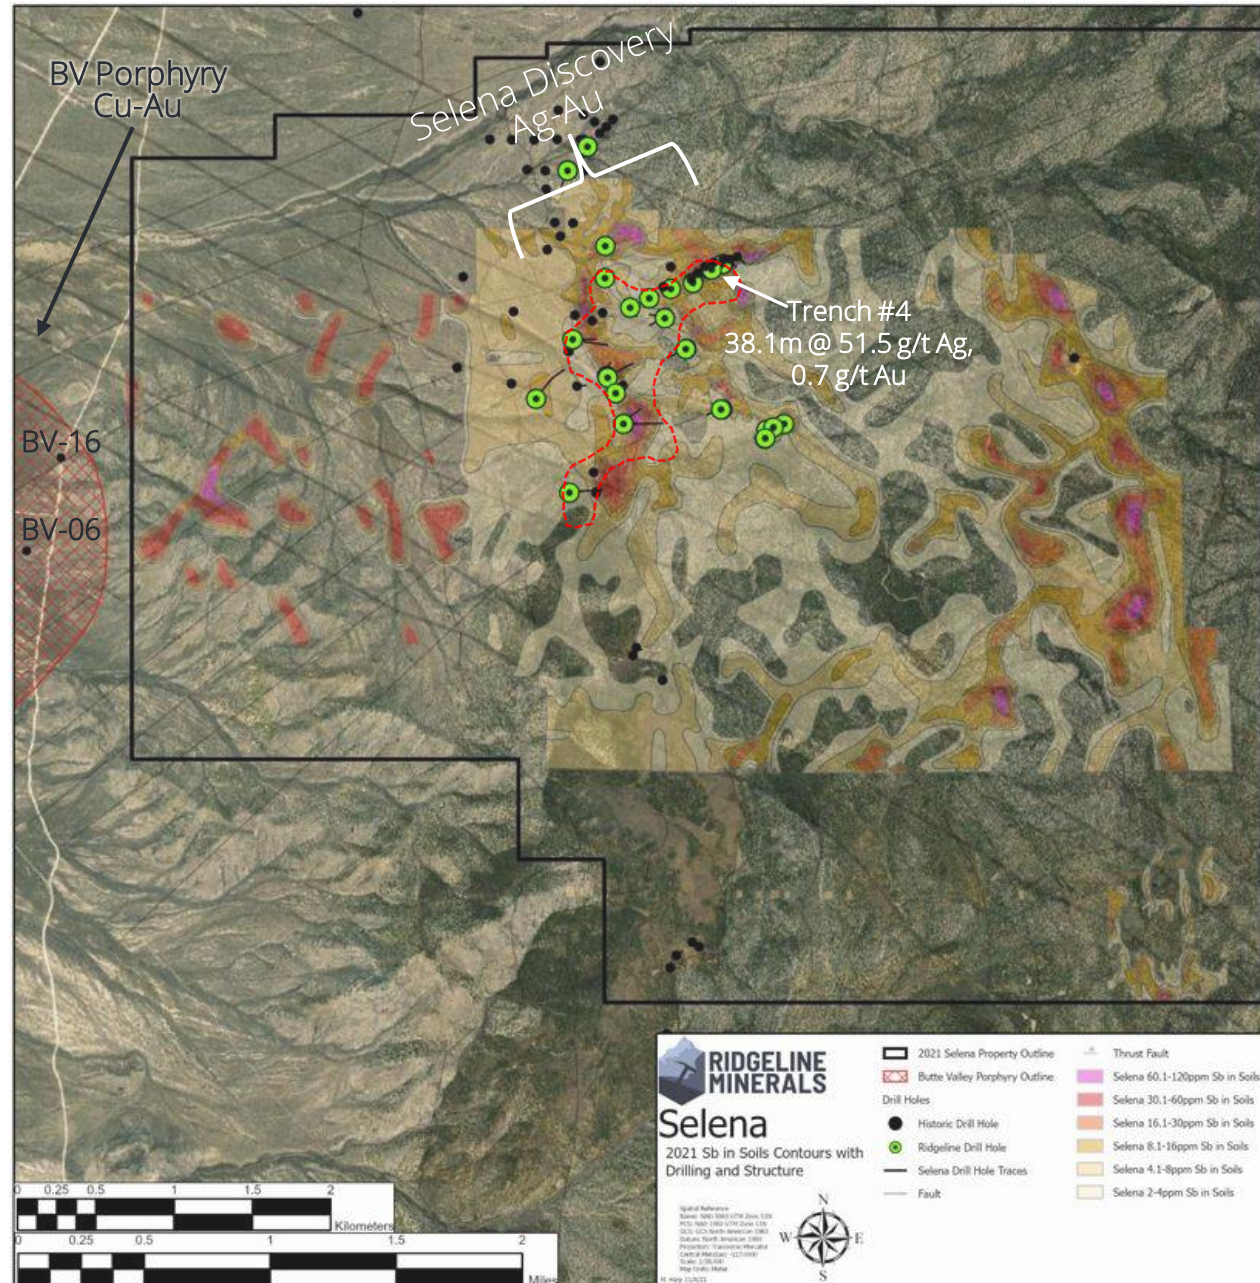 BV Porphyry
Cu-Au
Selena Discovery
Ag-Au
Trench #4
38.1m @ 51.5 g/t Ag,
0.7 g/t Au
BV-16
BV-06
RIDGELINE
MINERALS
Selena
2021 Sb in Soils Contours with
Drilling and Structure
2021 Selena Property Outline
Butte Valley Porphyry Outline
Drill Holes
Historic Drill Hole
Ridgeline Drill Hole
Selena Drill Hole Traces
Fault
Thrust Fault
Selena 60.1-120ppm Sb in Soils
Selena 30.1-60ppm Sb in Soils
Selena 16.1-30ppm Sb in Soils
Selena 8.1-16ppm Sb in Soils
Selena 4.1-8ppm Sb in Soils
Selena 2-4ppm Sb in Soils
Spatial Reference
Map Units: Meter
N
W E
S
0 0.25 0.5 1 1.5 2
Kilometers
0 0.25 0.5 1 1.5 2
Miles